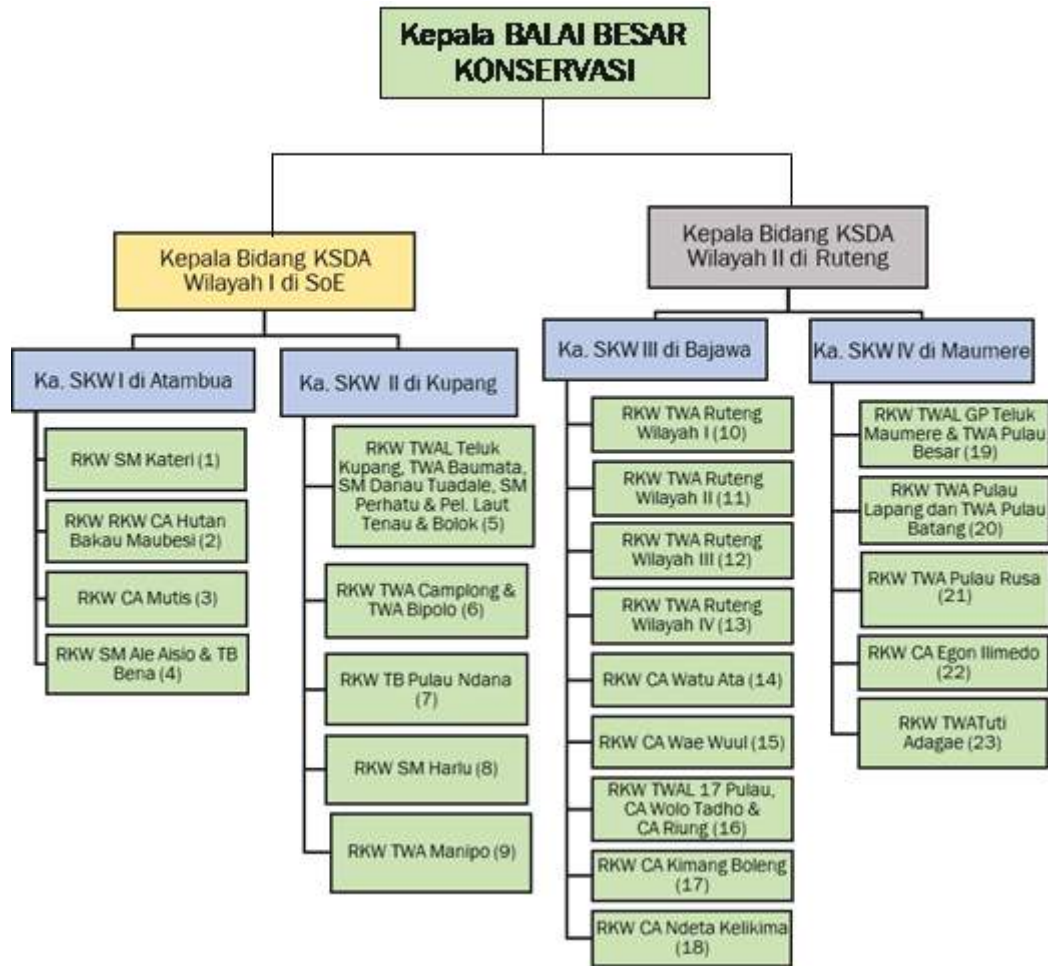 Kepala BALAI BESAR
KONSERVASI
Kepala Bidang KSDA
Wilayah I di SoE
Kepala Bidang KSDA
Wilayah II di Ruteng
Ka. SKW I di Atambua
Ka. SKW II di Kupang
Ka. SKW III di Bajawa
Ka. SKW IV di Maumere
RKW SM Kateri (1)
RKW RKW CA Hutan
Bakau Maubesi (2)
RKW CA Mutis (3)
RKW SM Ale Aisio & TB
Bena (4)
RKW TWAL Teluk
Kupang, TWA Baumata,
SM Danau Tuadale, SM
Perhatu & Pel. Laut
Tenau & Bolok (5)
RKW TWA Camplong &
TWA Bipolo (6)
RKW TB Pulau Ndana
(7)
RKW SM Harlu (8)
RKW TWA Manipo (9)
RKW TWA Ruteng
Wilayah I (10)
RKW TWA Ruteng
Wilayah II (11)
RKW TWA Ruteng
Wilayah III (12)
RKW TWA Ruteng
Wilayah IV (13)
RKW CA Watu Ata (14)
RKW CA Wae Wuul (15)
RKW TWAL 17 Pulau,
CA Wolo Tadho &
CA Riung (16)
RKW CA Kimang Boleng
(17)
RKW CA Ndeta Kelikima
(18)
RKW TWAL GP Teluk
Maumere & TWA Pulau
Besar (19)
RKW TWA Pulau
Lapang dan TWA Pulau
Batang (20)
RKW TWA Pulau Rusa
(21)
RKW CA Egon Ilimedo
(22)
RKW TWATuti
Adagae (23)